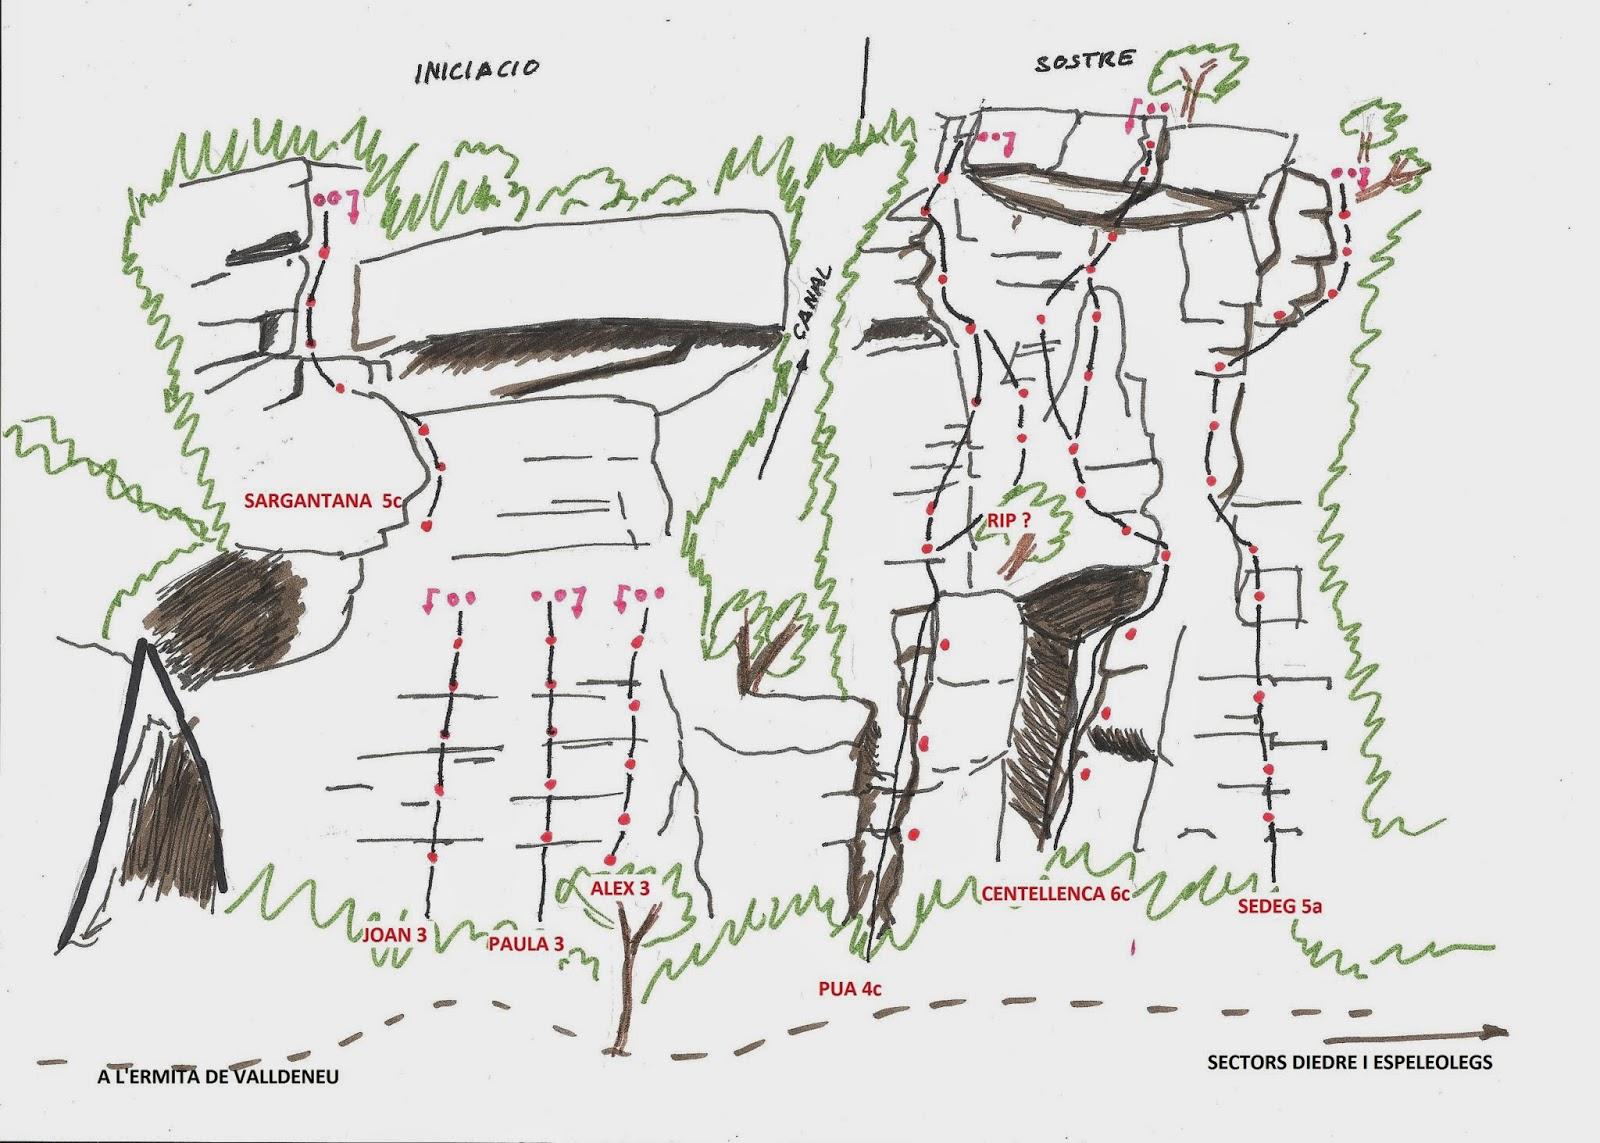 INICIACIO
SOSTRE
CANAL
SARGANTANA 5c
RIP ?
JOAN 3
PAULA 3
ALEX 3
PUA 4c
CENTELLENCA 6c
SEDEG 5a
A L'ERMITA DE VALLDENEU
SECTORS DIEDRE I ESPELEOLEGS